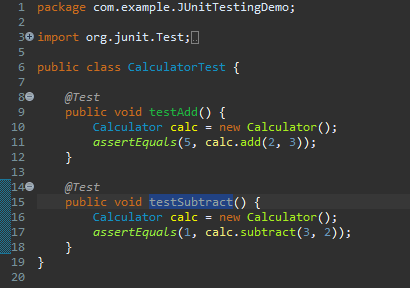 1 package com.example.JUnitTestingDemo;
2
3 import org.junit.Test;
5
6 public class CalculatorTest {
7
8 @Test
9 public void testAdd() {
10 Calculator calc = new Calculator();
11 assertEquals(5, calc.add(2, 3));
12 }
13
14 @Test
15 public void testSubtract() {
16 Calculator calc = new Calculator();
17 assertEquals(1, calc.subtract(3, 2));
18 }
19 }
20